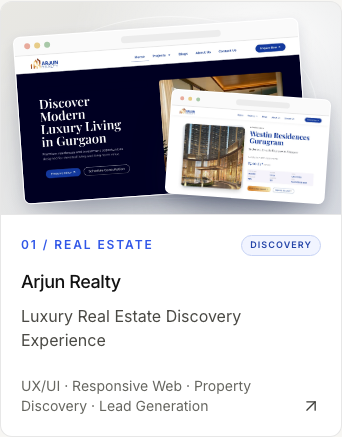 ARJUN
Home Projects Blogs About Us Contact Us
Discover
Modern
Luxury Living
in Gurgaon
Westin Residences
Gurugram
01 / REAL ESTATE
DISCOVERY
Arjun Realty
Luxury Real Estate Discovery
Experience
UX/UI · Responsive Web · Property
Discovery · Lead Generation